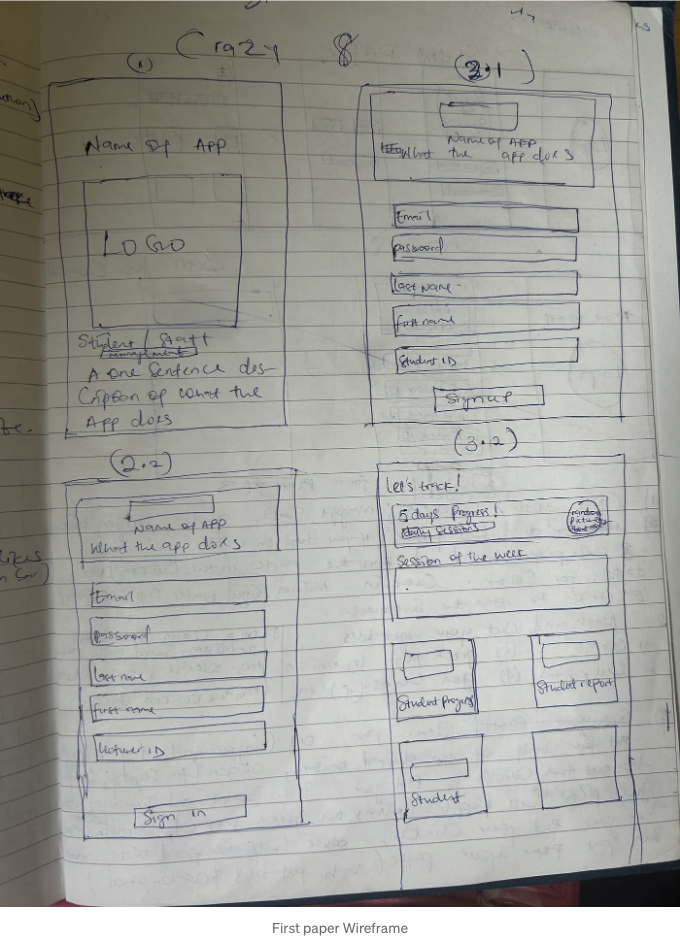 Crazy 8
(1)
Name of APP
LOGO
Student / Staff
management
A one Sentence des-
cription of what the
App does
(2.1)
Name of APP
What the app does
Email
password
last name
first name
Student ID
Signup
(2.2)
Name of APP
What the app does
Email
password
last name
first name
lecturer ID
Sign in
(3.2)
Let's track!
5 days Progress!
daily sessions
random
picture
Session of the week
Student Progress
Student report
Student
First paper Wireframe